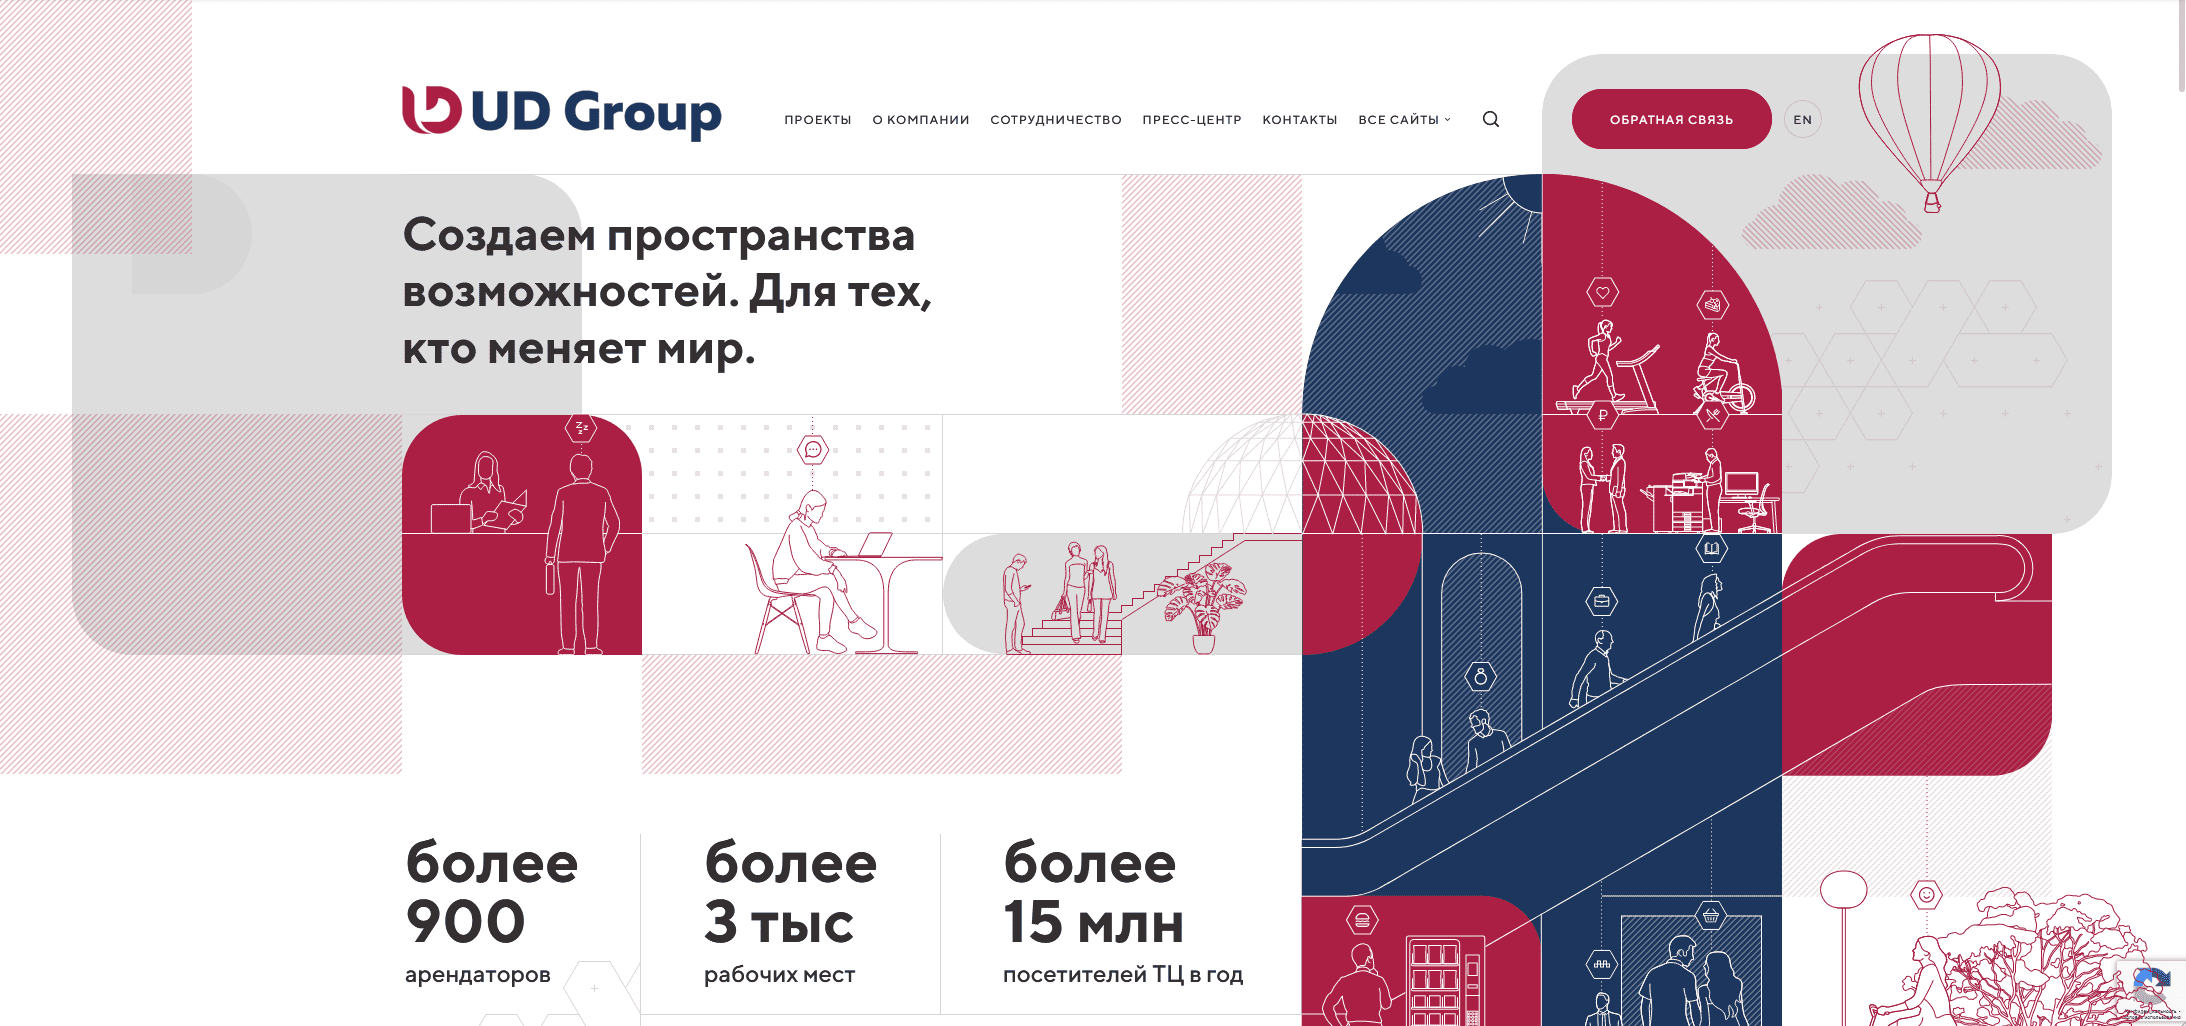 UD Group
ПРОЕКТЫ О КОМПАНИИ СОТРУДНИЧЕСТВО ПРЕСС-ЦЕНТР КОНТАКТЫ ВСЕ САЙТЫ
ОБРАТНАЯ СВЯЗЬ
EN
Создаем пространства
возможностей. Для тех,
кто меняет мир.
zzz
₽
более
900
арендаторов
более
3 тыс
рабочих мест
более
15 млн
посетителей ТЦ в год